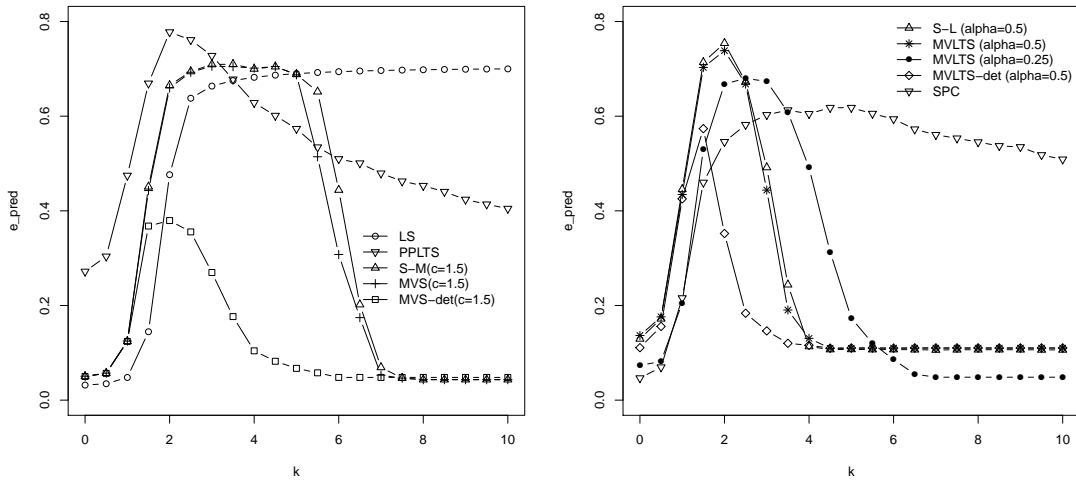 0.8
0.6
0.4
0.2
0.0
e_pred
LS
PPLTS
S−M(c=1.5)
MVS(c=1.5)
MVS−det(c=1.5)
0 2 4 6 8 10
k
0.8
0.6
0.4
0.2
0.0
e_pred
S−L (alpha=0.5)
MVLTS (alpha=0.5)
MVLTS (alpha=0.25)
MVLTS−det (alpha=0.5)
SPC
0 2 4 6 8 10
k